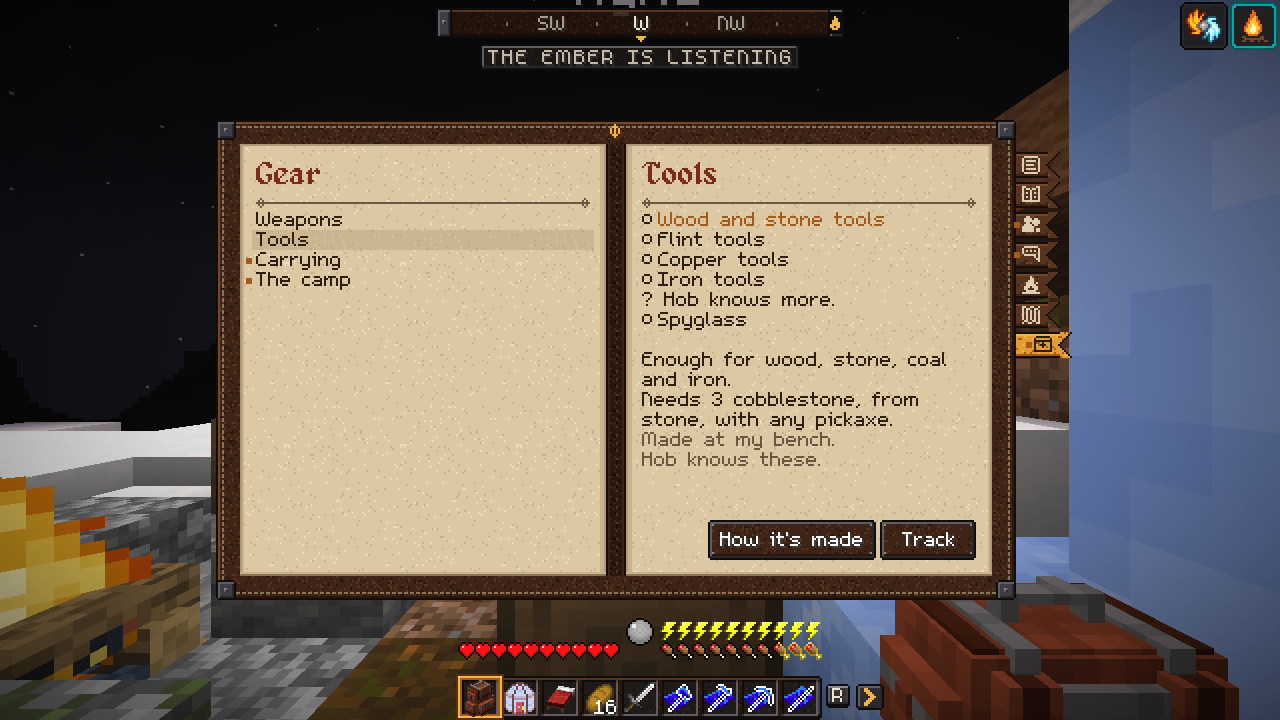 SW W NW
THE EMBER IS LISTENING
Gear
Weapons
Tools
Carrying
The camp
Tools
Wood and stone tools
Flint tools
Copper tools
Iron tools
? Hob knows more.
Spyglass
Enough for wood, stone, coal
and iron.
Needs 3 cobblestone, from
stone, with any pickaxe.
Made at my bench.
Hob knows these.
How it's made
Track
16
R